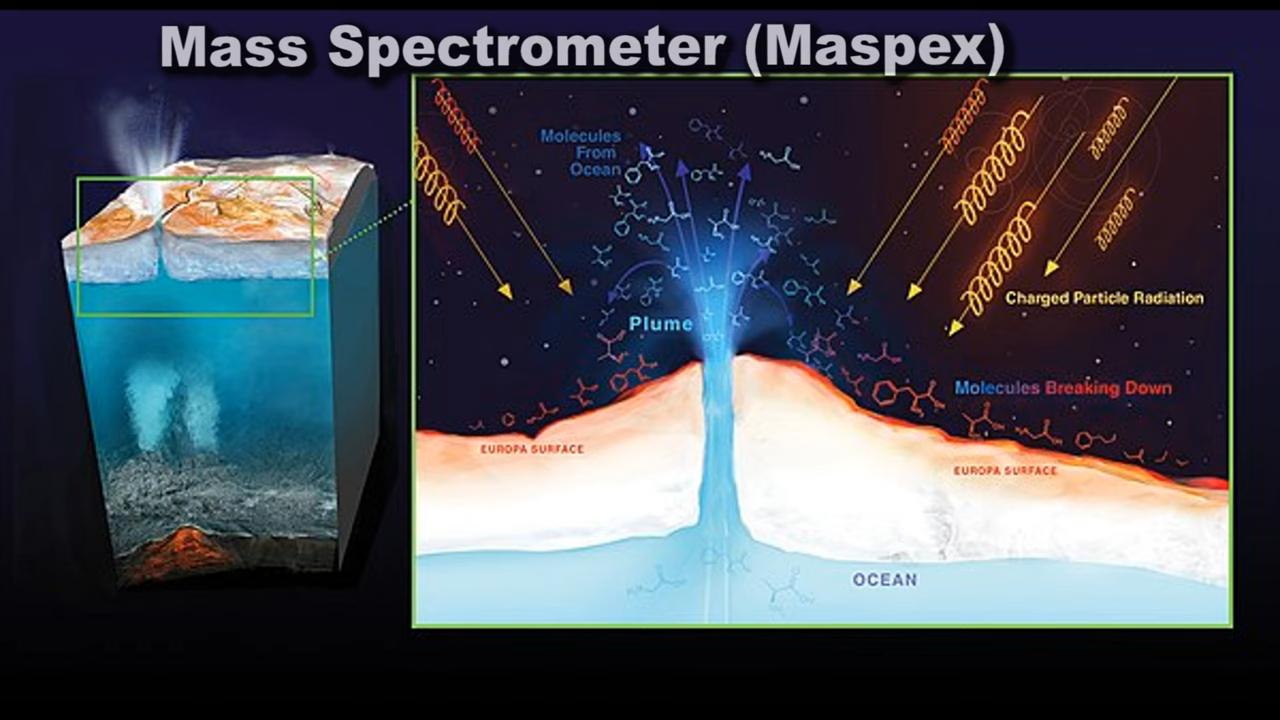 Mass Spectrometer (Maspex)
Molecules
From
Ocean
Plume
Charged Particle Radiation
Molecules Breaking Down
EUROPA SURFACE
EUROPA SURFACE
OCEAN